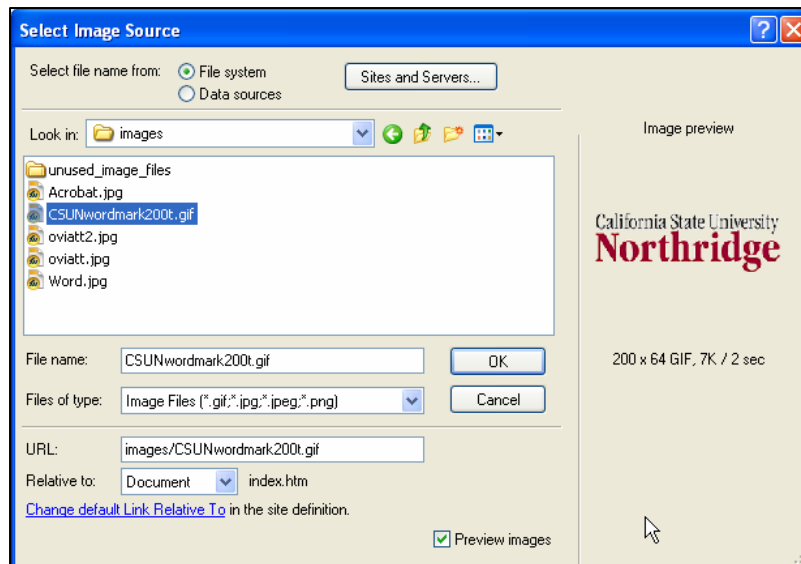 Select Image Source
Select file name from: File system
Data sources
Sites and Servers...
Look in: images
Image preview
unused_image_files
Acrobat.jpg
CSUNwordmark200t.gif
oviatt2.jpg
oviatt.jpg
Word.jpg
California State University
Northridge
File name: CSUNwordmark200t.gif OK
200 x 64 GIF, 7K / 2 sec
Files of type: Image Files (*.gif;*.jpg;*.jpeg;*.png) Cancel
URL: images/CSUNwordmark200t.gif
Relative to: Document index.htm
Change default Link Relative To in the site definition.
Preview images